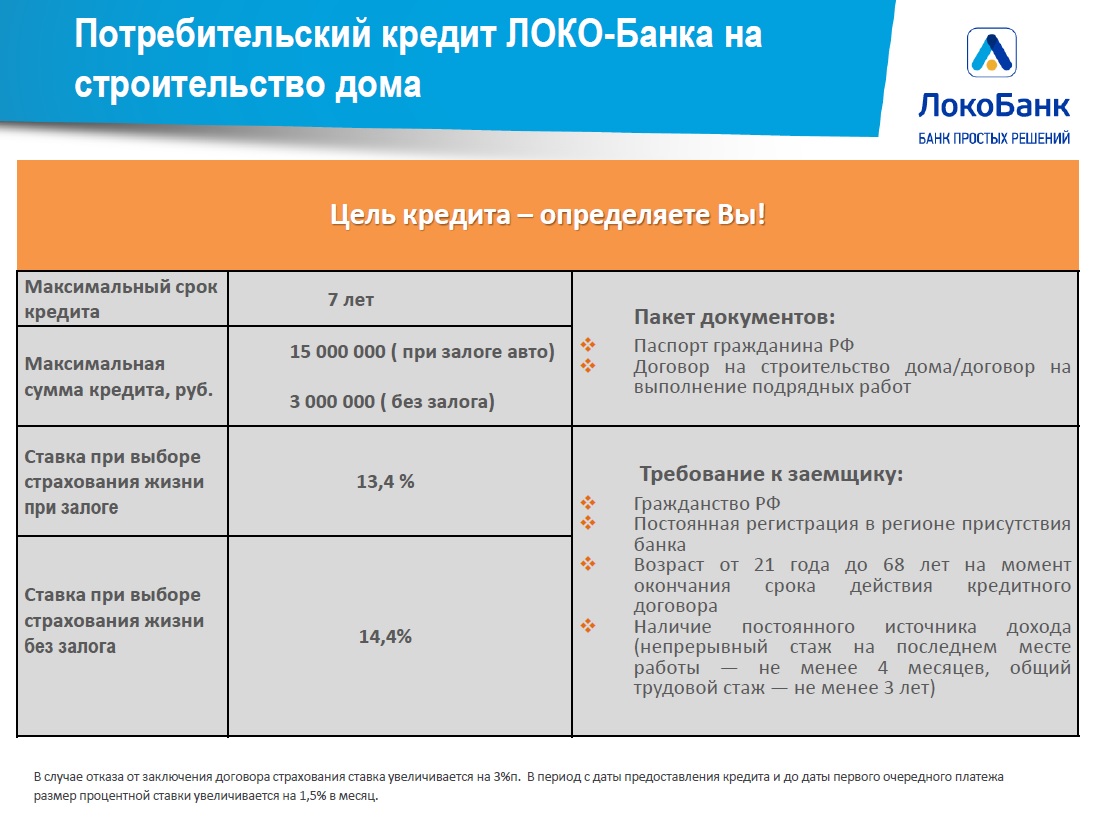 Потребительский кредит ЛОКО-Банка на
строительство дома
ЛокоБанк
БАНК ПРОСТЫХ РЕШЕНИЙ
Цель кредита – определяете Вы!
Максимальный срок
кредита
7 лет
Максимальная
сумма кредита, руб.
15 000 000 ( при залоге авто)
3 000 000 ( без залога)
Ставка при выборе
страхования жизни
при залоге
13,4 %
Ставка при выборе
страхования жизни
без залога
14,4%
Пакет документов:
Паспорт гражданина РФ
Договор на строительство дома/договор на
выполнение подрядных работ
Требование к заемщику:
Гражданство РФ
Постоянная регистрация в регионе присутствия
банка
Возраст от 21 года до 68 лет на момент
окончания срока действия кредитного
договора
Наличие постоянного источника дохода
(непрерывный стаж на последнем месте
работы — не менее 4 месяцев, общий
трудовой стаж — не менее 3 лет)
В случае отказа от заключения договора страхования ставка увеличивается на 3%п. В период с даты предоставления кредита и до даты первого очередного платежа
размер процентной ставки увеличивается на 1,5% в месяц.